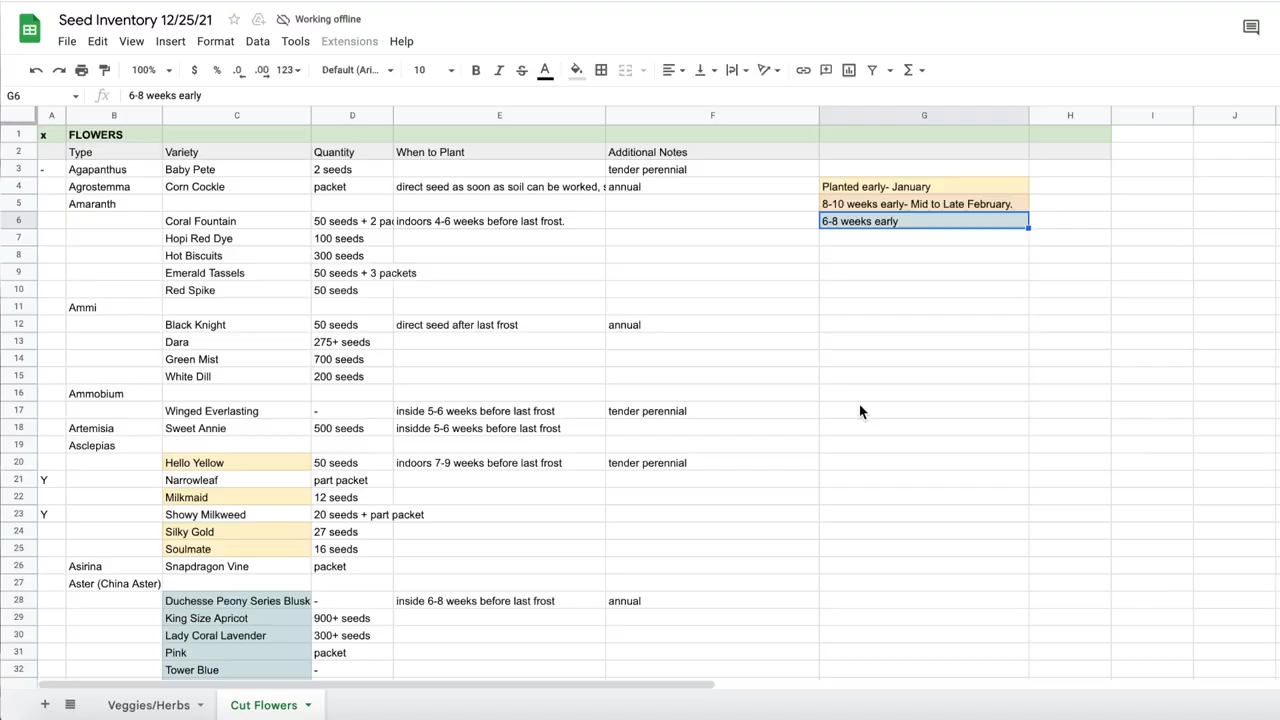 Seed Inventory 12/25/21 Working offline
File Edit View Insert Format Data Tools Extensions Help
100% $ % .0 .00 123 Default (Ari... 10 B I S A Σ
G6 fx 6-8 weeks early
A B C D E F G H I J
1 x FLOWERS
2 Type Variety Quantity When to Plant Additional Notes
3 - Agapanthus Baby Pete 2 seeds tender perennial
4 Agrostemma Corn Cockle packet direct seed as soon as soil can be worked, s annual Planted early- January
5 Amaranth 8-10 weeks early- Mid to Late February.
6 Coral Fountain 50 seeds + 2 pac indoors 4-6 weeks before last frost. 6-8 weeks early
7 Hopi Red Dye 100 seeds
8 Hot Biscuits 300 seeds
9 Emerald Tassels 50 seeds + 3 packets
10 Red Spike 50 seeds
11 Ammi
12 Black Knight 50 seeds direct seed after last frost annual
13 Dara 275+ seeds
14 Green Mist 700 seeds
15 White Dill 200 seeds
16 Ammobium
17 Winged Everlasting - inside 5-6 weeks before last frost tender perennial
18 Artemisia Sweet Annie 500 seeds insidde 5-6 weeks before last frost
19 Asclepias
20 Hello Yellow 50 seeds indoors 7-9 weeks before last frost tender perennial
21 Y Narrowleaf part packet
22 Milkmaid 12 seeds
23 Y Showy Milkweed 20 seeds + part packet
24 Silky Gold 27 seeds
25 Soulmate 16 seeds
26 Asirina Snapdragon Vine packet
27 Aster (China Aster)
28 Duchesse Peony Series Blusk - inside 6-8 weeks before last frost annual
29 King Size Apricot 900+ seeds
30 Lady Coral Lavender 300+ seeds
31 Pink packet
32 Tower Blue -
+ Veggies/Herbs Cut Flowers